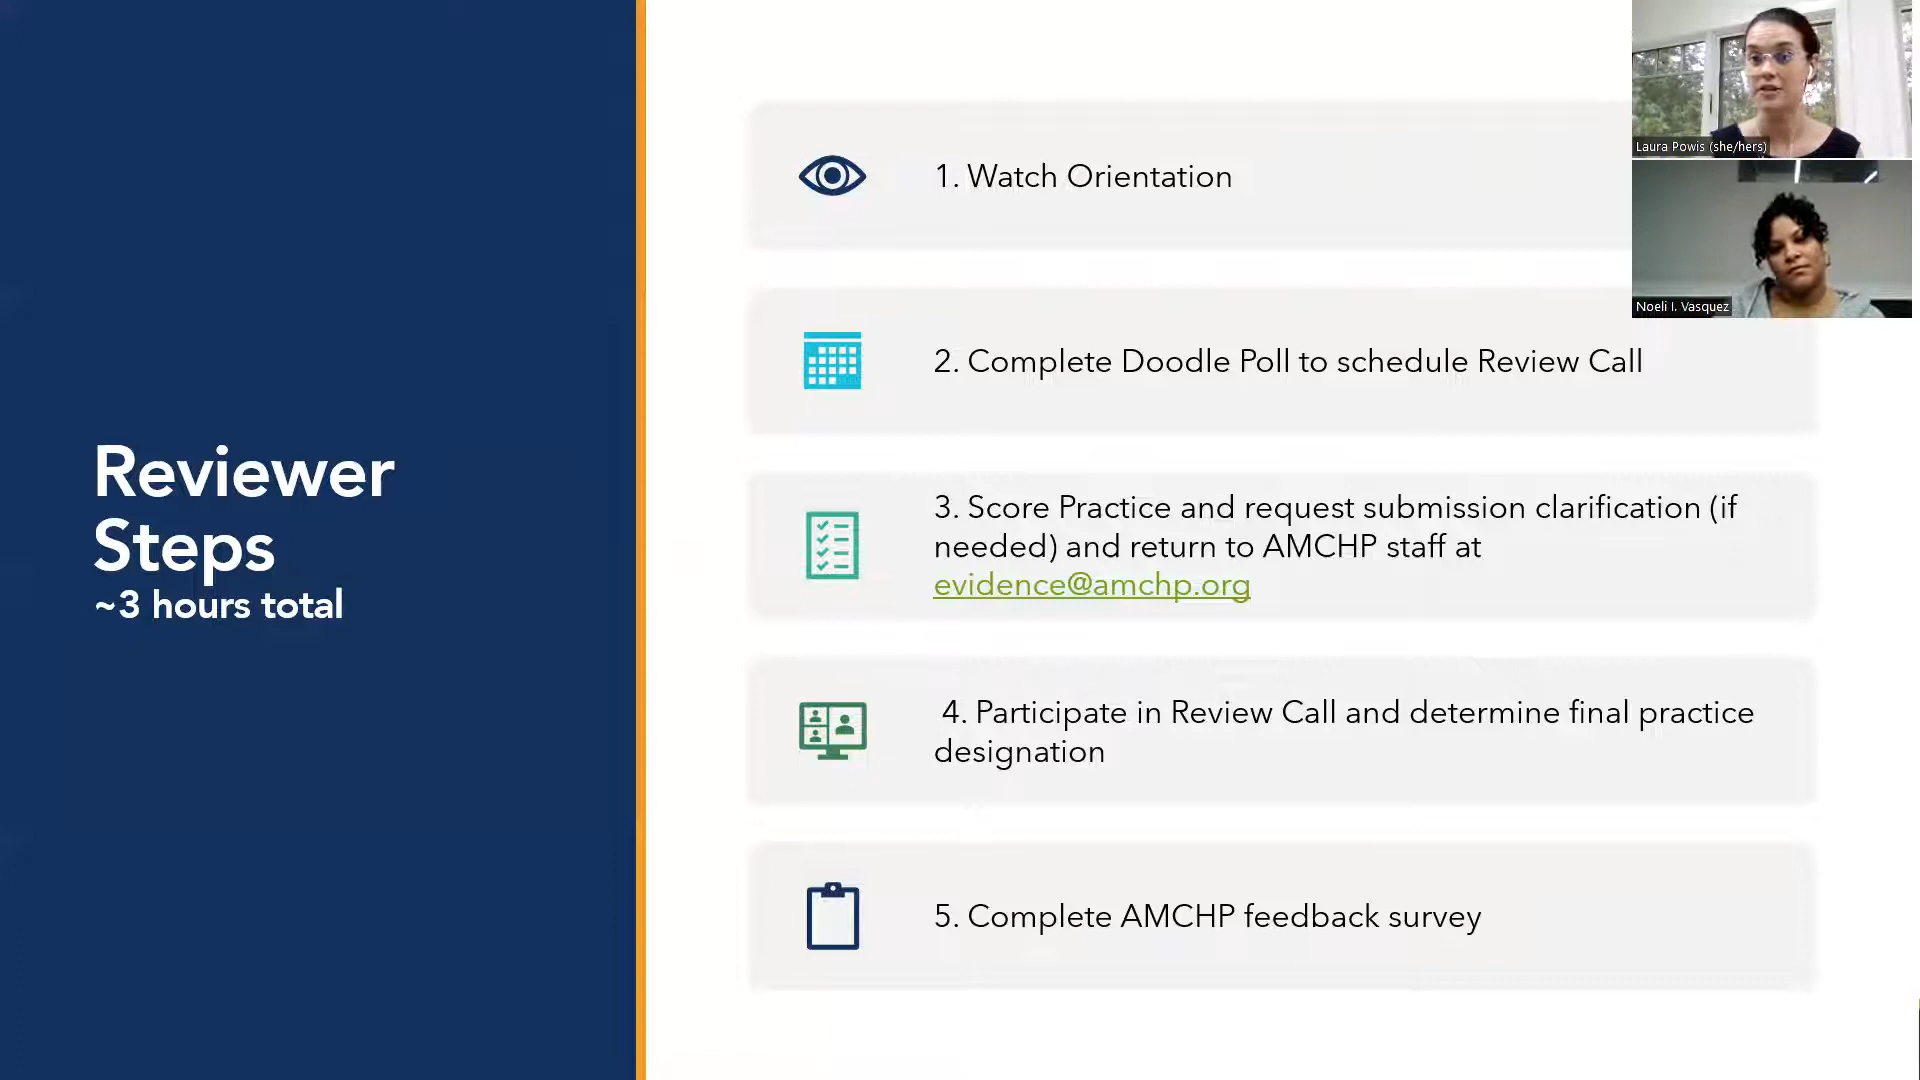 Reviewer
Steps
~3 hours total
1. Watch Orientation
2. Complete Doodle Poll to schedule Review Call
3. Score Practice and request submission clarification (if
needed) and return to AMCHP staff at
evidence@amchp.org
4. Participate in Review Call and determine final practice
designation
5. Complete AMCHP feedback survey
Laura Powis (she/hers)
Noeli I. Vasquez